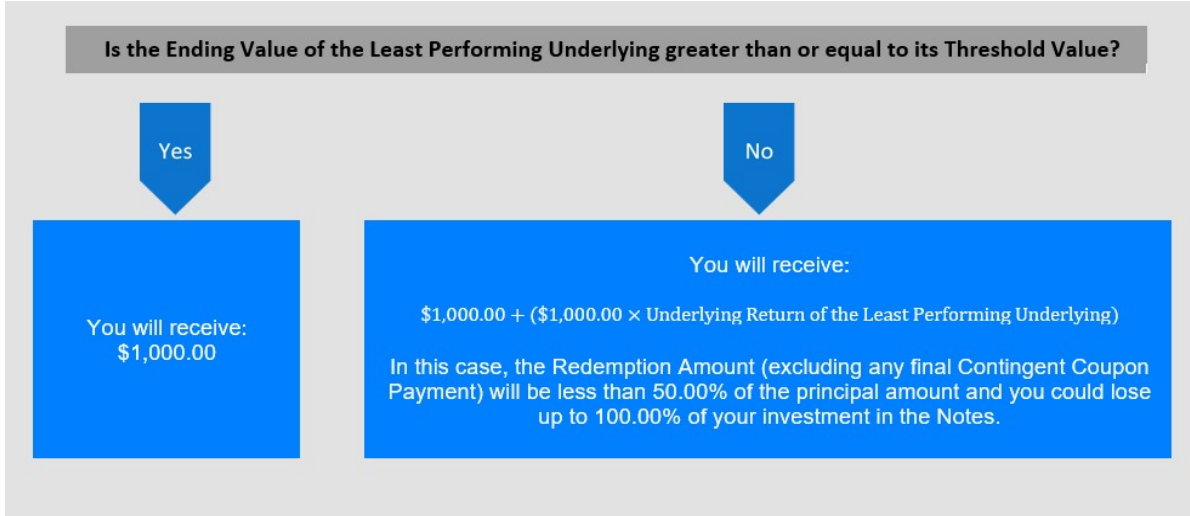 Is the Ending Value of the Least Performing Underlying greater than or equal to its Threshold Value?
Yes
No
You will receive:
$1,000.00
You will receive:
$1,000.00 + ($1,000.00 × Underlying Return of the Least Performing Underlying)
In this case, the Redemption Amount (excluding any final Contingent Coupon
Payment) will be less than 50.00% of the principal amount and you could lose
up to 100.00% of your investment in the Notes.